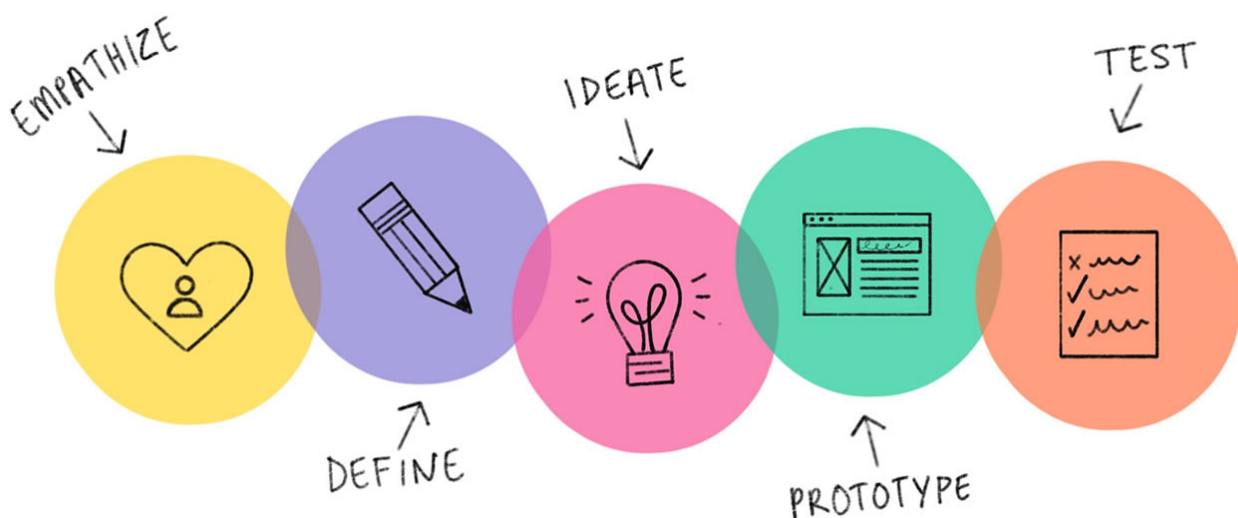 EMPATHIZE
DEFINE
IDEATE
PROTOTYPE
TEST